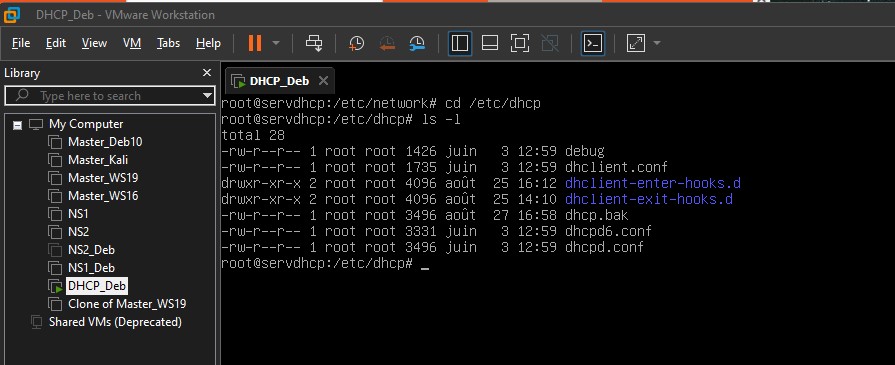 DHCP_Deb - VMware Workstation
File Edit View VM Tabs Help
Library
Type here to search
My Computer
Master_Deb10
Master_Kali
Master_WS19
Master_WS16
NS1
NS2
NS2_Deb
NS1_Deb
DHCP_Deb
Clone of Master_WS19
Shared VMs (Deprecated)
DHCP_Deb
root@servdhcp:/etc/network# cd /etc/dhcp
root@servdhcp:/etc/dhcp# ls -l
total 28
-rw-r--r-- 1 root root 1426 juin   3 12:59 debug
-rw-r--r-- 1 root root 1735 juin   3 12:59 dhclient.conf
drwxr-xr-x 2 root root 4096 août  25 16:12 dhclient-enter-hooks.d
drwxr-xr-x 2 root root 4096 août  25 14:10 dhclient-exit-hooks.d
-rw-r--r-- 1 root root 3496 août  27 16:58 dhcp.bak
-rw-r--r-- 1 root root 3331 juin   3 12:59 dhcpd6.conf
-rw-r--r-- 1 root root 3496 juin   3 12:59 dhcpd.conf
root@servdhcp:/etc/dhcp# _